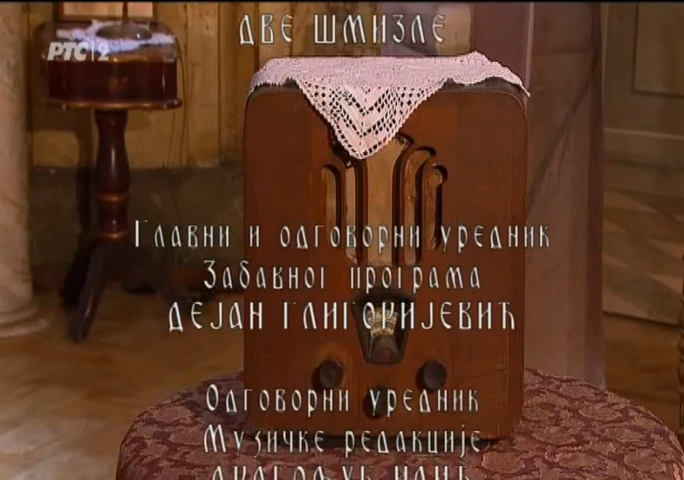 ДВЕ ШМИЗЛЕ
РТС 2
Главни и одговорни уредник
Забавног програма
ДЕЈАН ГЛИГОРИЈЕВИЋ
Одговорни уредник
Музичке редакције